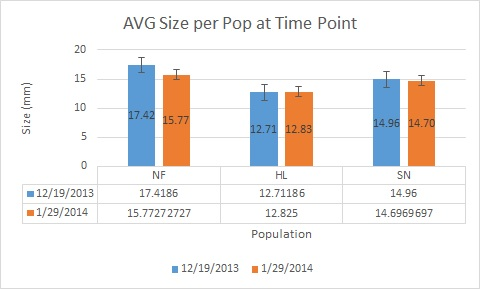 AVG Size per Pop at Time Point
Size (mm)
20
15
10
5
0
17.42 15.77 12.71 12.83 14.96 14.70
NF HL SN
12/19/2013 17.4186 12.71186 14.96
1/29/2014 15.77272727 12.825 14.6969697
Population
12/19/2013 1/29/2014